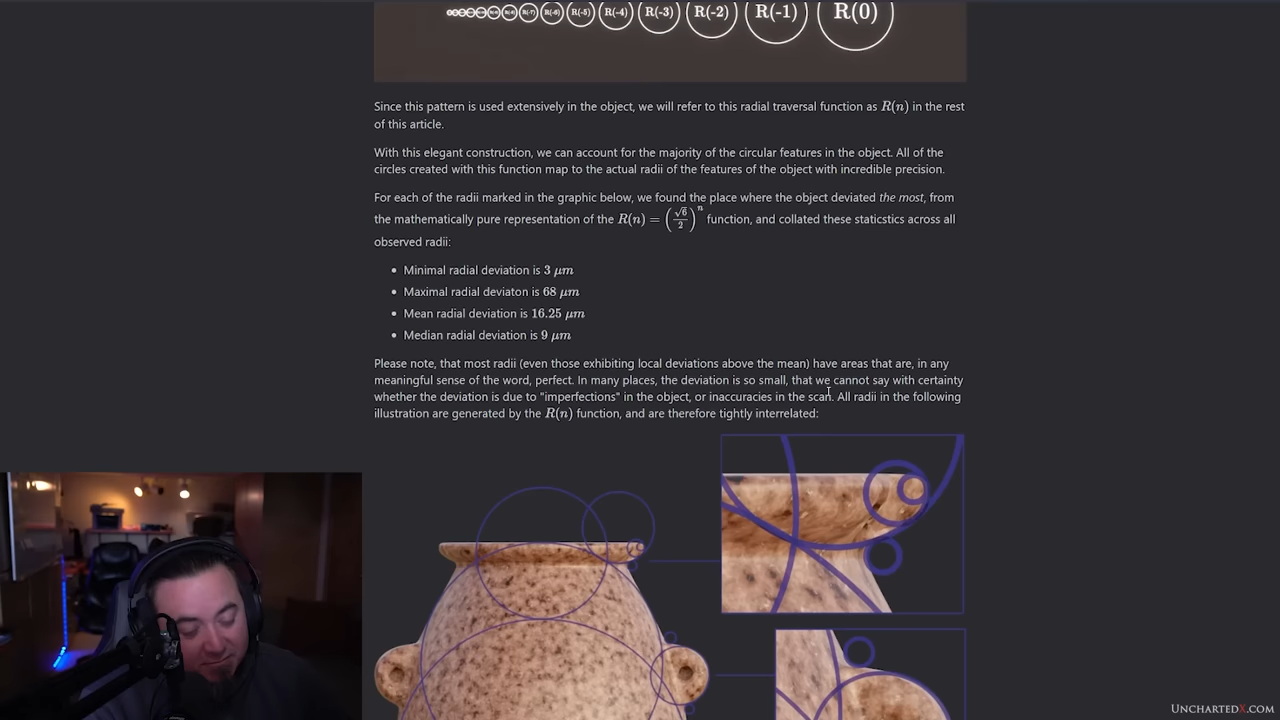 R(-6) R(-5) R(-4) R(-3) R(-2) R(-1) R(0)
Since this pattern is used extensively in the object, we will refer to this radial traversal function as R(n) in the rest
of this article.
With this elegant construction, we can account for the majority of the circular features in the object. All of the
circles created with this function map to the actual radii of the features of the object with incredible precision.
For each of the radii marked in the graphic below, we found the place where the object deviated the most, from
the mathematically pure representation of the R(n) = (√6/2)^n function, and collated these staticstics across all
observed radii:
• Minimal radial deviation is 3 μm
• Maximal radial deviaton is 68 μm
• Mean radial deviation is 16.25 μm
• Median radial deviation is 9 μm
Please note, that most radii (even those exhibiting local deviations above the mean) have areas that are, in any
meaningful sense of the word, perfect. In many places, the deviation is so small, that we cannot say with certainty
whether the deviation is due to "imperfections" in the object, or inaccuracies in the scan. All radii in the following
illustration are generated by the R(n) function, and are therefore tightly interrelated:
UNCHARTEDX.COM